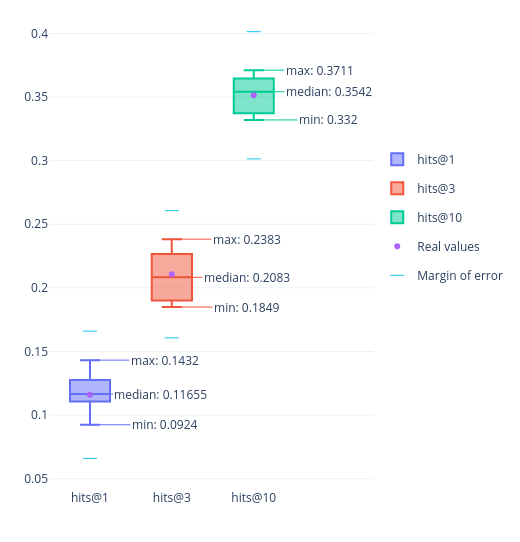 0.4
max: 0.3711
median: 0.3542
0.35
min: 0.332
0.3
hits@1
hits@3
hits@10
Real values
Margin of error
0.25
max: 0.2383
median: 0.2083
0.2
min: 0.1849
0.15
max: 0.1432
median: 0.11655
0.1
min: 0.0924
0.05
hits@1
hits@3
hits@10